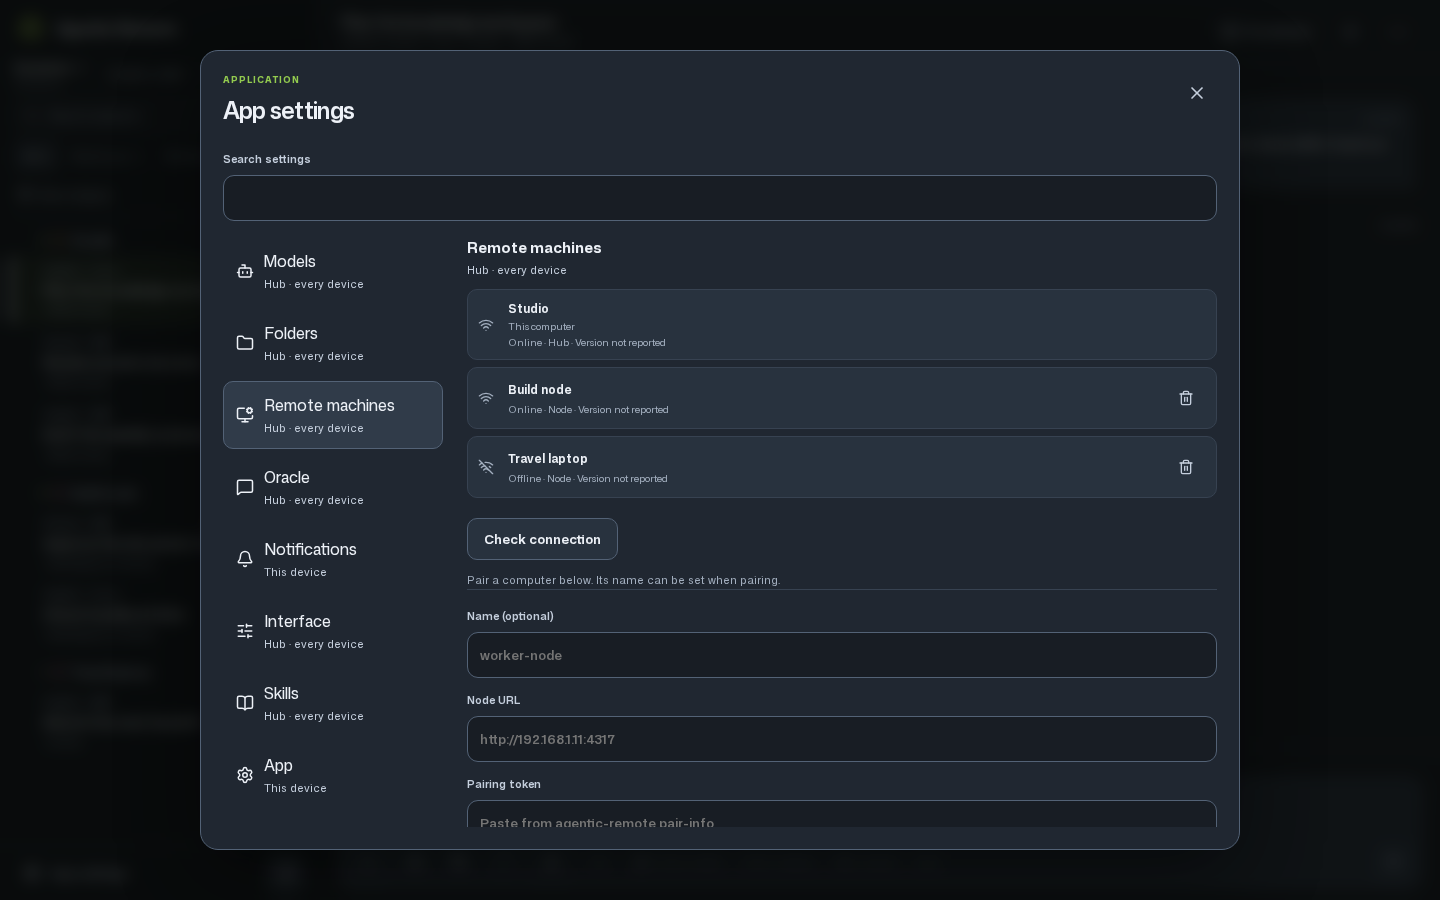 APPLICATION
App settings
Search settings
Models
Hub · every device
Folders
Hub · every device
Remote machines
Hub · every device
Oracle
Hub · every device
Notifications
This device
Interface
Hub · every device
Skills
Hub · every device
App
This device
Remote machines
Hub · every device
Studio
This computer
Online · Hub · Version not reported
Build node
Online · Node · Version not reported
Travel laptop
Offline · Node · Version not reported
Check connection
Pair a computer below. Its name can be set when pairing.
Name (optional)
worker-node
Node URL
http://192.168.1.11:4317
Pairing token
Paste from agentic-remote pair-info